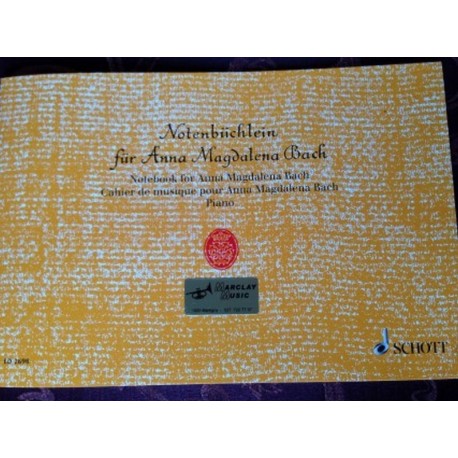 Notenbüchlein
für Anna Magdalena Bach
Notebook for Anna Magdalena Bach
Cahier de musique pour Anna Magdalena Bach
Piano
MARCLAY
MUSIC
SCHOTT